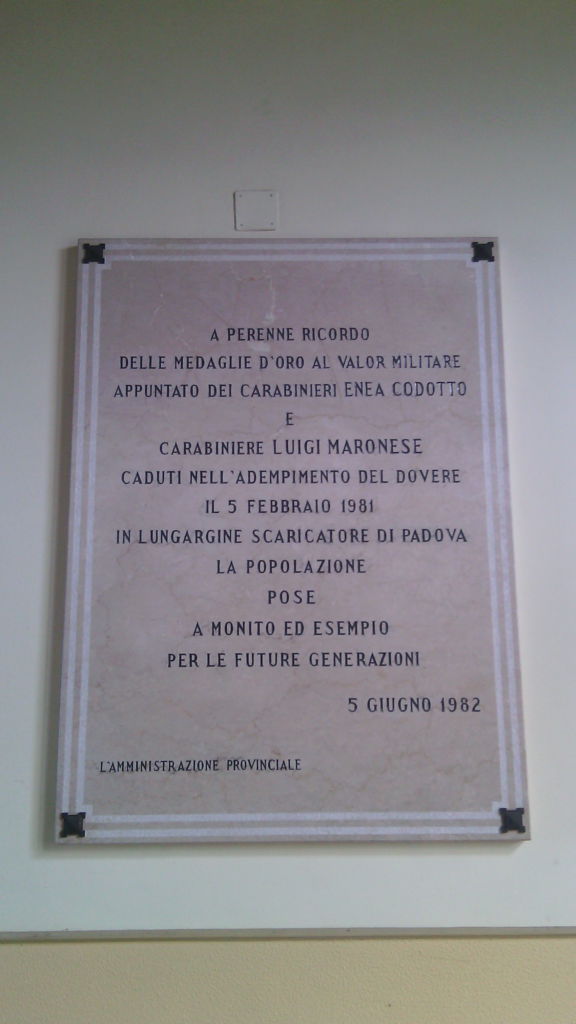 A PERENNE RICORDO
DELLE MEDAGLIE D'ORO AL VALOR MILITARE
APPUNTATO DEI CARABINIERI ENEA CODOTTO
E
CARABINIERE LUIGI MARONESE
CADUTI NELL'ADEMPIMENTO DEL DOVERE
IL 5 FEBBRAIO 1981
IN LUNGARGINE SCARICATORE DI PADOVA
LA POPOLAZIONE
POSE
A MONITO ED ESEMPIO
PER LE FUTURE GENERAZIONI
5 GIUGNO 1982
L'AMMINISTRAZIONE PROVINCIALE